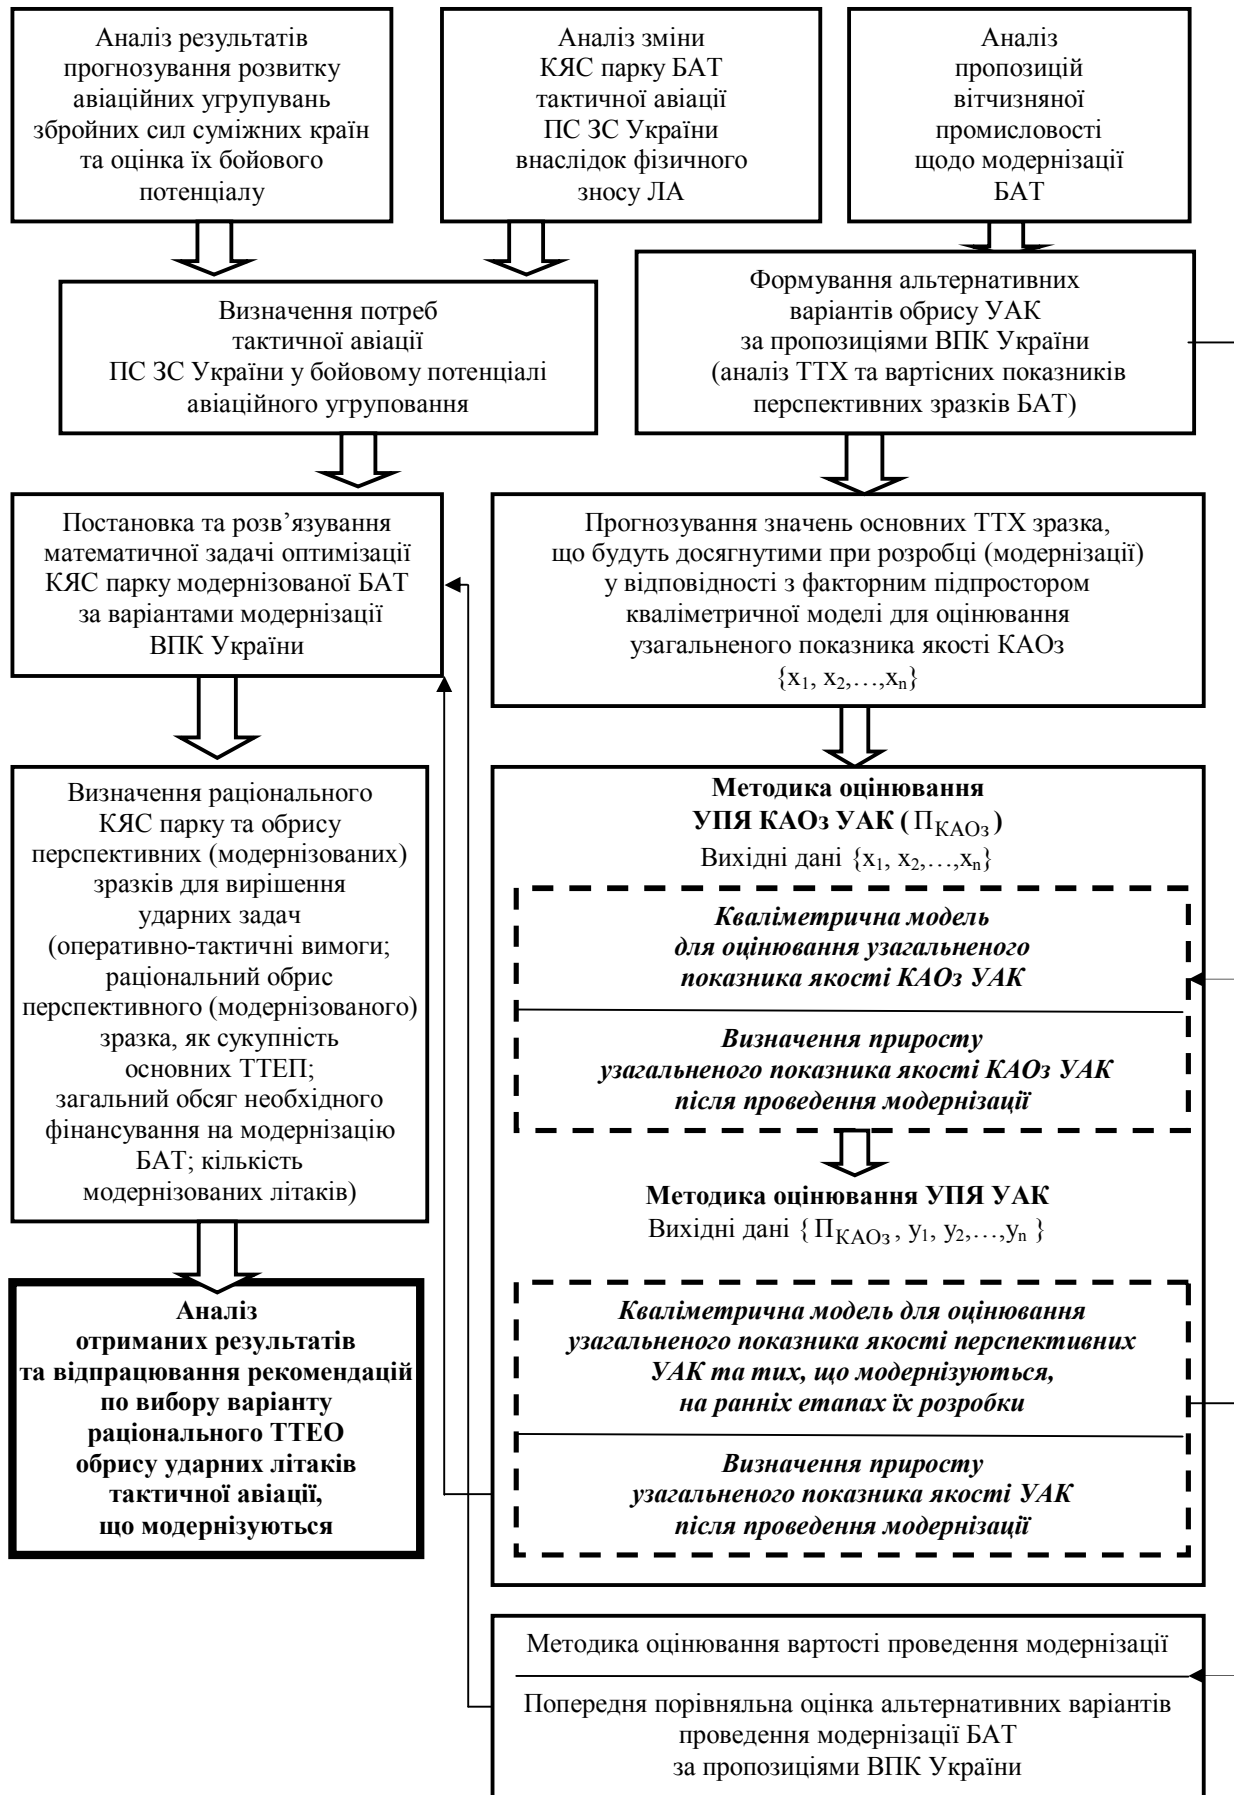 Аналіз результатів
прогнозування розвитку
авіаційних угрупувань
збройних сил суміжних країн
та оцінка їх бойового
потенціалу
Аналіз зміни
КЯС парку БАТ
тактичної авіації
ПС ЗС України
внаслідок фізичного
зносу ЛА
Аналіз
пропозицій
вітчизняної
промисловості
щодо модернізації
БАТ
Визначення потреб
тактичної авіації
ПС ЗС України у бойовому потенціалі
авіаційного угруповання
Формування альтернативних
варіантів обрису УАК
за пропозиціями ВПК України
(аналіз ТТХ та вартісних показників
перспективних зразків БАТ)
Постановка та розв’язування
математичної задачі оптимізації
КЯС парку модернізованої БАТ
за варіантами модернізації
ВПК України
Прогнозування значень основних ТТХ зразка,
що будуть досягнутими при розробці (модернізації)
у відповідності з факторним підпростором
кваліметричної моделі для оцінювання
узагальненого показника якості КАОз
{x₁, x₂,…,xₙ}
Визначення раціонального
КЯС парку та обрису
перспективних (модернізованих)
зразків для вирішення
ударних задач
(оперативно-тактичні вимоги;
раціональний обрис
перспективного (модернізованого)
зразка, як сукупність
основних ТТЕП;
загальний обсяг необхідного
фінансування на модернізацію
БАТ; кількість
модернізованих літаків)
Методика оцінювання
УПЯ КАОз УАК ( П_КАОз )
Вихідні дані {x₁, x₂,…,xₙ}
Кваліметрична модель
для оцінювання узагальненого
показника якості КАОз УАК
Визначення приросту
узагальненого показника якості КАОз УАК
після проведення модернізації
Методика оцінювання УПЯ УАК
Вихідні дані { П_КАОз , y₁, y₂,…,yₙ }
Кваліметрична модель для оцінювання
узагальненого показника якості перспективних
УАК та тих, що модернізуються,
на ранніх етапах їх розробки
Визначення приросту
узагальненого показника якості УАК
після проведення модернізації
Аналіз
отриманих результатів
та відпрацювання рекомендацій
по вибору варіанту
раціонального ТТЕО
обрису ударних літаків
тактичної авіації,
що модернізуються
Методика оцінювання вартості проведення модернізації
Попередня порівняльна оцінка альтернативних варіантів
проведення модернізації БАТ
за пропозиціями ВПК України